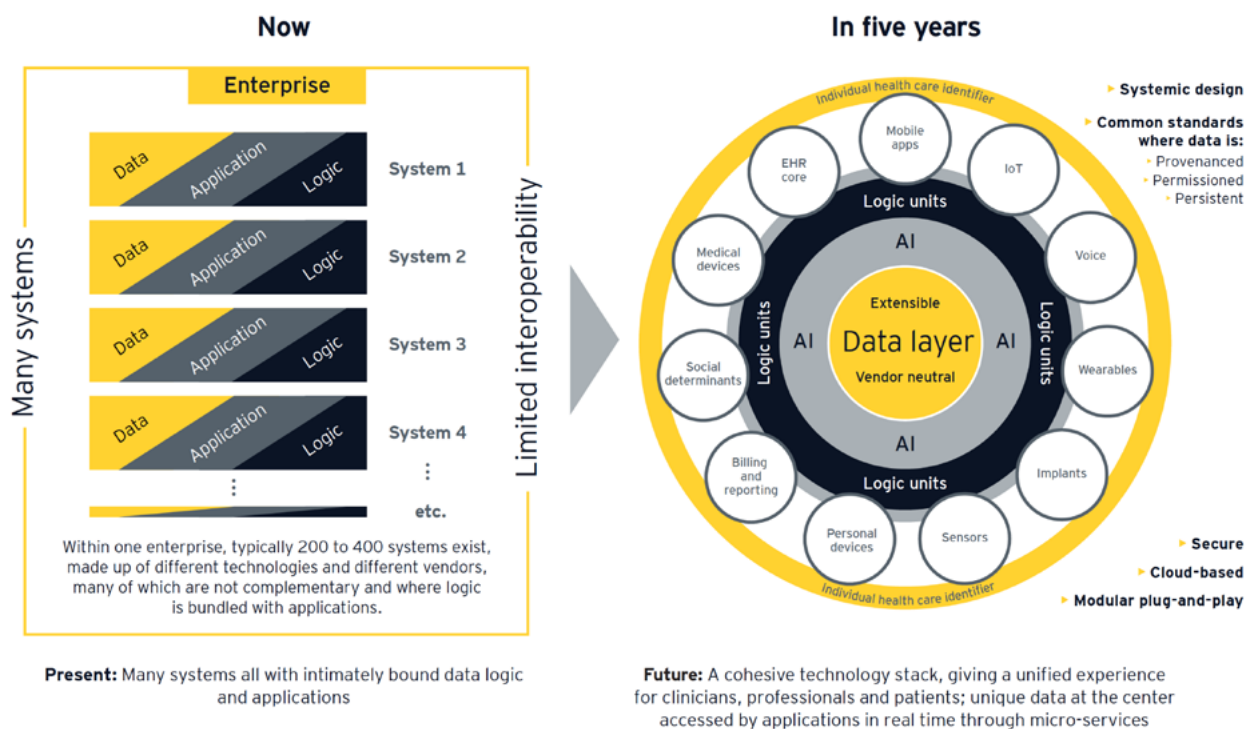 Now
Enterprise
Many systems
Limited interoperability
Data
Application
Logic
System 1
Data
Application
Logic
System 2
Data
Application
Logic
System 3
Data
Application
Logic
System 4
⋮
⋮
etc.
Within one enterprise, typically 200 to 400 systems exist,
made up of different technologies and different vendors,
many of which are not complementary and where logic
is bundled with applications.
Present: Many systems all with intimately bound data logic
and applications
In five years
Individual health care identifier
Mobile
apps
IoT
Voice
Wearables
Implants
Sensors
Personal
devices
Billing and
reporting
Social
determinants
Medical
devices
EHR
core
Logic units
Logic units
Logic units
Logic units
AI
AI
AI
AI
Extensible
Data layer
Vendor neutral
Individual health care identifier
Systemic design
Common standards
where data is:
Provenanced
Permissioned
Persistent
Secure
Cloud-based
Modular plug-and-play
Future: A cohesive technology stack, giving a unified experience
for clinicians, professionals and patients; unique data at the center
accessed by applications in real time through micro-services